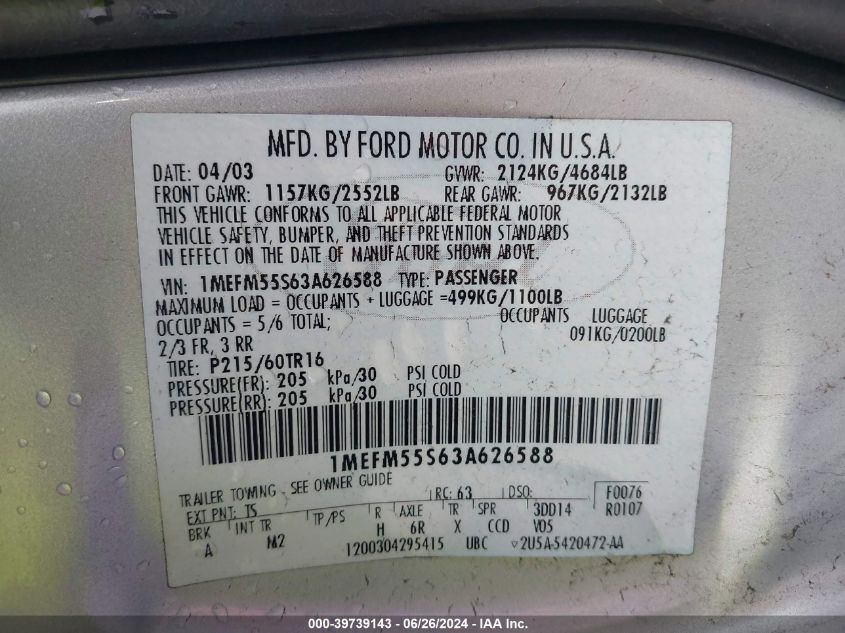 MFD. BY FORD MOTOR CO. IN U.S.A.
DATE: 04/03 GVWR: 2124KG/4684LB
FRONT GAWR: 1157KG/2552LB REAR GAWR: 967KG/2132LB
THIS VEHICLE CONFORMS TO ALL APPLICABLE FEDERAL MOTOR
VEHICLE SAFETY, BUMPER, AND THEFT PREVENTION STANDARDS
IN EFFECT ON THE DATE OF MANUFACTURE SHOWN ABOVE.
VIN: 1MEFM55S63A626588 TYPE: PASSENGER
MAXIMUM LOAD = OCCUPANTS + LUGGAGE =499KG/1100LB
OCCUPANTS = 5/6 TOTAL; OCCUPANTS LUGGAGE
2/3 FR, 3 RR 091KG/0200LB
TIRE: P215/60TR16
PRESSURE(FR): 205 kPa/30 PSI COLD
PRESSURE(RR): 205 kPa/30 PSI COLD
1MEFM55S63A626588
TRAILER TOWING - SEE OWNER GUIDE RC: 63 DSO: F0076
EXT PNT: TS R0107
BRK INT TR TP/PS R AXLE TR SPR 3DD14
A M2 H 6R X CCD V05
1200304295415 UBC ▽2U5A-5420472-AA
000-39739143 - 06/26/2024 - IAA Inc.